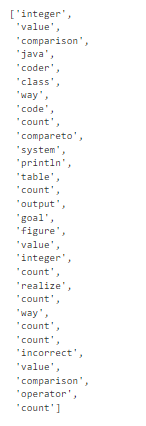 ['integer',
'value',
'comparison',
'java',
'coder',
'class',
'way',
'code',
'count',
'compareto',
'system',
'println',
'table',
'count',
'output',
'goal',
'figure',
'value',
'integer',
'count',
'realize',
'count',
'way',
'count',
'count',
'incorrect',
'value',
'comparison',
'operator',
'count']